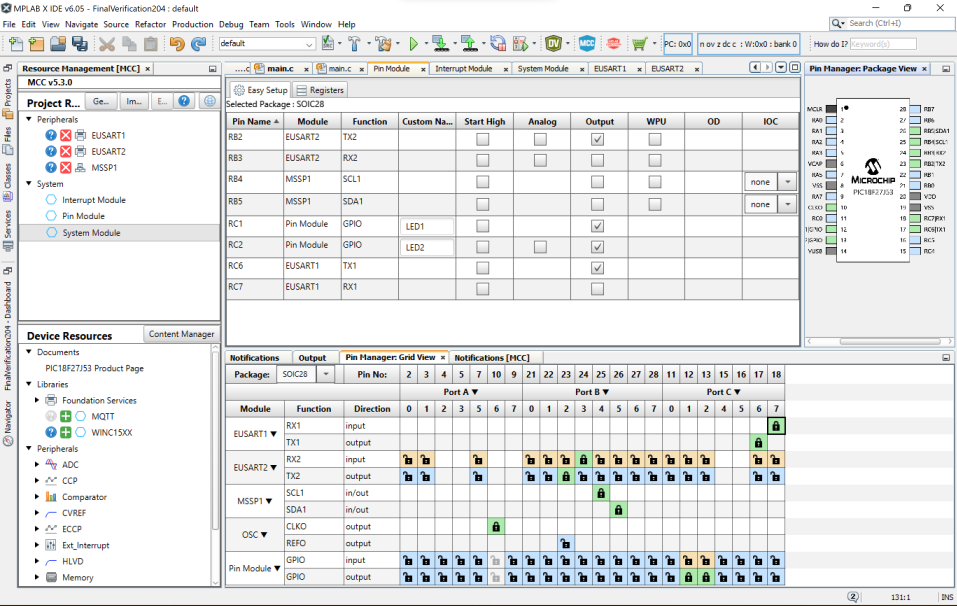 MPLAB X IDE v6.05 - FinalVerification204 : default
File Edit View Navigate Source Refactor Production Debug Team Tools Window Help
Search (Ctrl+I)
default
PC: 0x0
n ov z dc c : W:0x0 : bank 0
How do I? Keyword(s)
Projects
Files
Classes
Services
FinalVerification204 - Dashboard
Navigator
Resource Management [MCC] ×
MCC v5.3.0
Project R... Ge... Im... E...
Peripherals
EUSART1
EUSART2
MSSP1
System
Interrupt Module
Pin Module
System Module
Device Resources Content Manager
Documents
PIC18F27J53 Product Page
Libraries
Foundation Services
MQTT
WINC15XX
Peripherals
ADC
CCP
Comparator
CVREF
ECCP
Ext_Interrupt
HLVD
Memory
....c main.c × main.c × Pin Module × Interrupt Module × System Module × EUSART1 × EUSART2 ×
Easy Setup Registers
Selected Package : SOIC28
Pin Name Module Function Custom Na... Start High Analog Output WPU OD IOC
RB2 EUSART2 TX2
RB3 EUSART2 RX2
RB4 MSSP1 SCL1 none
RB5 MSSP1 SDA1 none
RC1 Pin Module GPIO LED1
RC2 Pin Module GPIO LED2
RC6 EUSART1 TX1
RC7 EUSART1 RX1
Pin Manager: Package View ×
MCLR 1 28 RB7
RA0 2 27 RB6
RA1 3 26 RB5|SDA1
RA2 4 25 RB4|SCL1
RA3 5 24 RB3|RX2
VCAP 6 23 RB2|TX2
RA5 7 22 RB1
VSS 8 21 RB0
RA7 9 20 VDD
CLKO 10 19 VSS
RC0 11 18 RC7|RX1
1|GPIO 12 17 RC6|TX1
2|GPIO 13 16 RC5
VUSB 14 15 RC4
MICROCHIP
PIC18F27J53
Notifications Output Pin Manager: Grid View × Notifications [MCC]
Package: SOIC28 Pin No: 2 3 4 5 7 10 9 21 22 23 24 25 26 27 28 11 12 13 14 15 16 17 18
Port A ▼ Port B ▼ Port C ▼
Module Function Direction 0 1 2 3 5 6 7 0 1 2 3 4 5 6 7 0 1 2 4 5 6 7
EUSART1 ▼ RX1 input
TX1 output
EUSART2 ▼ RX2 input
TX2 output
MSSP1 ▼ SCL1 in/out
SDA1 in/out
OSC ▼ CLKO output
REFO output
Pin Module ▼ GPIO input
GPIO output
2 131:1 INS